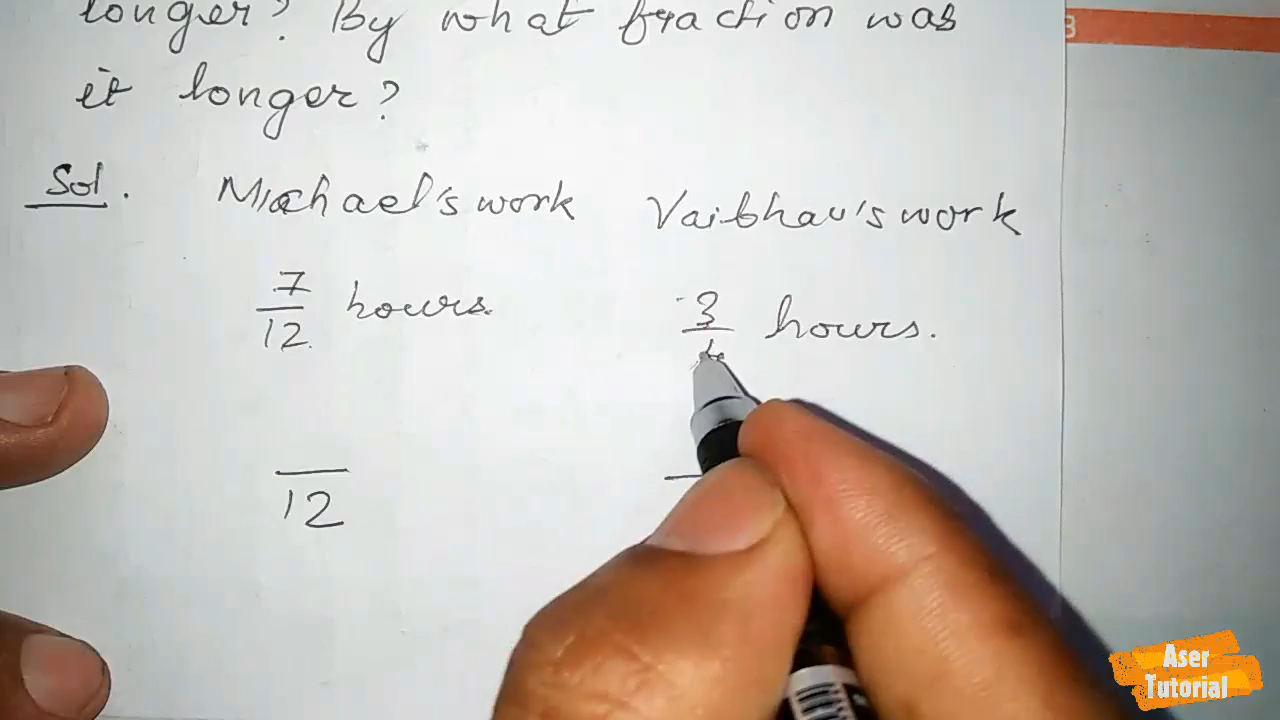 longer? By what fraction was
it longer?
Sol.
Michael's work
Vaibhav's work
7
12
hours.
3
4
hours.
12
3
Aser
Tutorial